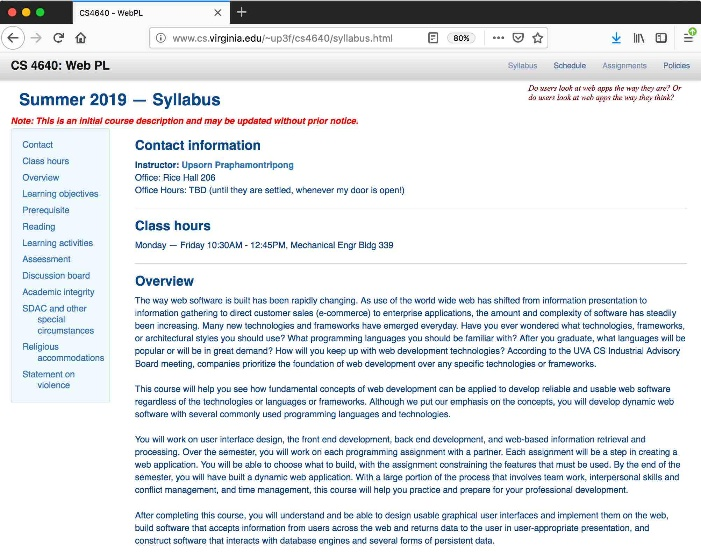 CS4640 - WebPL
www.cs.virginia.edu/~up3f/cs4640/syllabus.html
80%
CS 4640: Web PL
Syllabus Schedule Assignments Policies
Do users look at web apps the way they are? Or
do users look at web apps the way they think?
Summer 2019 — Syllabus
Note: This is an initial course description and may be updated without prior notice.
Contact
Class hours
Overview
Learning objectives
Prerequisite
Reading
Learning activities
Assessment
Discussion board
Academic integrity
SDAC and other
special
circumstances
Religious
accommodations
Statement on
violence
Contact information
Instructor: Upsorn Praphamontripong
Office: Rice Hall 206
Office Hours: TBD (until they are settled, whenever my door is open!)
Class hours
Monday — Friday 10:30AM - 12:45PM, Mechanical Engr Bldg 339
Overview
The way web software is built has been rapidly changing. As use of the world wide web has shifted from information presentation to
information gathering to direct customer sales (e-commerce) to enterprise applications, the amount and complexity of software has steadily
been increasing. Many new technologies and frameworks have emerged everyday. Have you ever wondered what technologies, frameworks,
or architectural styles you should use? What programming languages you should be familiar with? After you graduate, what languages will be
popular or will be in great demand? How will you keep up with web development technologies? According to the UVA CS Industrial Advisory
Board meeting, companies prioritize the foundation of web development over any specific technologies or frameworks.
This course will help you see how fundamental concepts of web development can be applied to develop reliable and usable web software
regardless of the technologies or languages or frameworks. Although we put our emphasis on the concepts, you will develop dynamic web
software with several commonly used programming languages and technologies.
You will work on user interface design, the front end development, back end development, and web-based information retrieval and
processing. Over the semester, you will work on each programming assignment with a partner. Each assignment will be a step in creating a
web application. You will be able to choose what to build, with the assignment constraining the features that must be used. By the end of the
semester, you will have built a dynamic web application. With a large portion of the process that involves team work, interpersonal skills and
conflict management, and time management, this course will help you practice and prepare for your professional development.
After completing this course, you will understand and be able to design usable graphical user interfaces and implement them on the web,
build software that accepts information from users across the web and returns data to the user in user-appropriate presentation, and
construct software that interacts with database engines and several forms of persistent data.